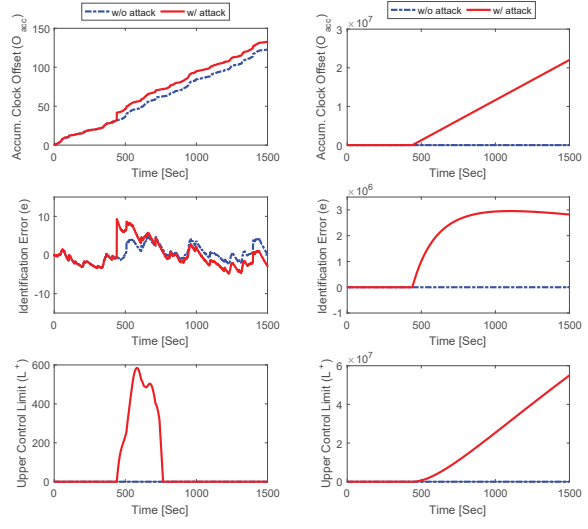 w/o attack w/ attack
Accum. Clock Offset (O acc)
150
100
50
0
0 500 1000 1500
Time [Sec]
w/o attack w/ attack
Accum. Clock Offset (O acc)
×10^7
3
2
1
0
0 500 1000 1500
Time [Sec]
Identification Error (e)
10
0
-10
0 500 1000 1500
Time [Sec]
Identification Error (e)
×10^6
4
3
2
1
0
-1
0 500 1000 1500
Time [Sec]
Upper Control Limit (L+)
600
400
200
0
0 500 1000 1500
Time [Sec]
Upper Control Limit (L+)
×10^7
6
4
2
0
0 500 1000 1500
Time [Sec]